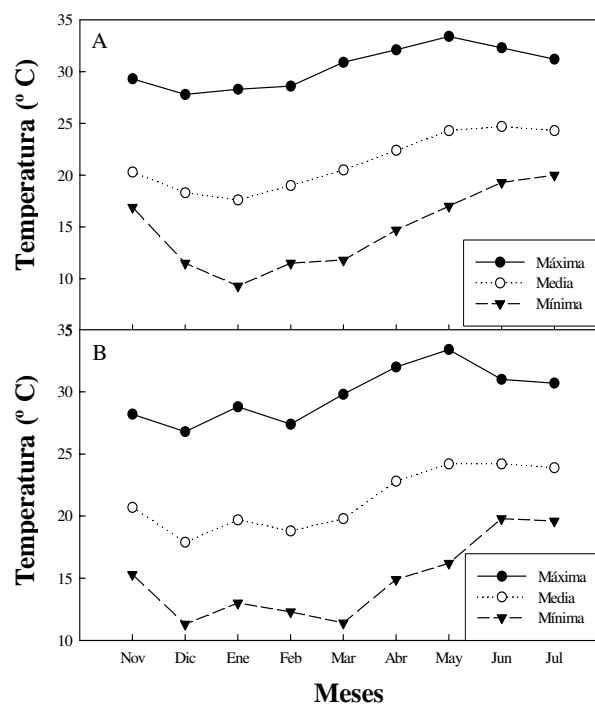 A
Temperatura (º C)
35
30
25
20
15
10
5
Máxima
Media
Mínima
B
Temperatura (º C)
35
30
25
20
15
10
Máxima
Media
Mínima
Nov Dic Ene Feb Mar Abr May Jun Jul
Meses